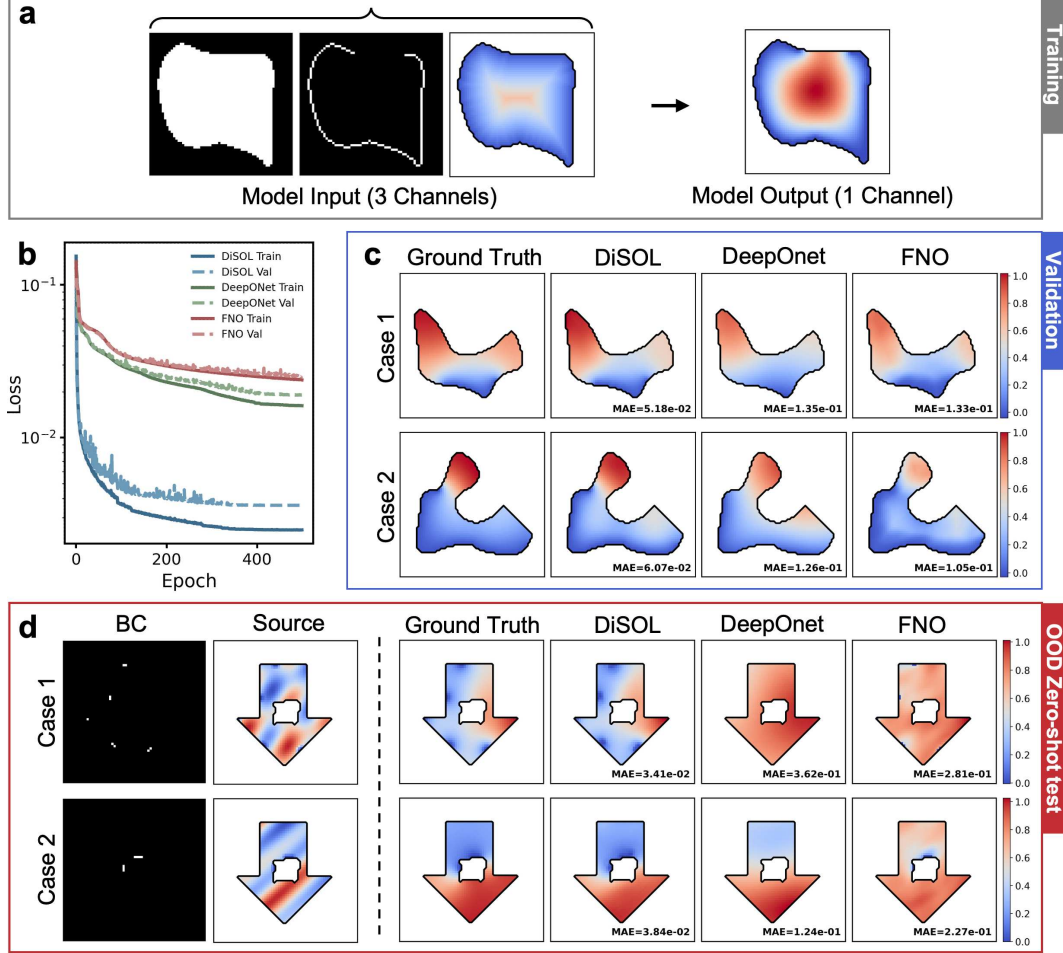 a
Training
Model Input (3 Channels)
Model Output (1 Channel)
b
DiSOL Train
DiSOL Val
DeepONet Train
DeepONet Val
FNO Train
FNO Val
10⁻¹
10⁻²
Loss
0
200
400
Epoch
c
Validation
Ground Truth
DiSOL
DeepOnet
FNO
Case 1
MAE=5.18e-02
MAE=1.35e-01
MAE=1.33e-01
1.0
0.8
0.6
0.4
0.2
0.0
Case 2
MAE=6.07e-02
MAE=1.26e-01
MAE=1.05e-01
1.0
0.8
0.6
0.4
0.2
0.0
d
OOD Zero-shot test
BC
Source
Ground Truth
DiSOL
DeepOnet
FNO
Case 1
MAE=3.41e-02
MAE=3.62e-01
MAE=2.81e-01
1.0
0.8
0.6
0.4
0.2
0.0
Case 2
MAE=3.84e-02
MAE=1.24e-01
MAE=2.27e-01
1.0
0.8
0.6
0.4
0.2
0.0